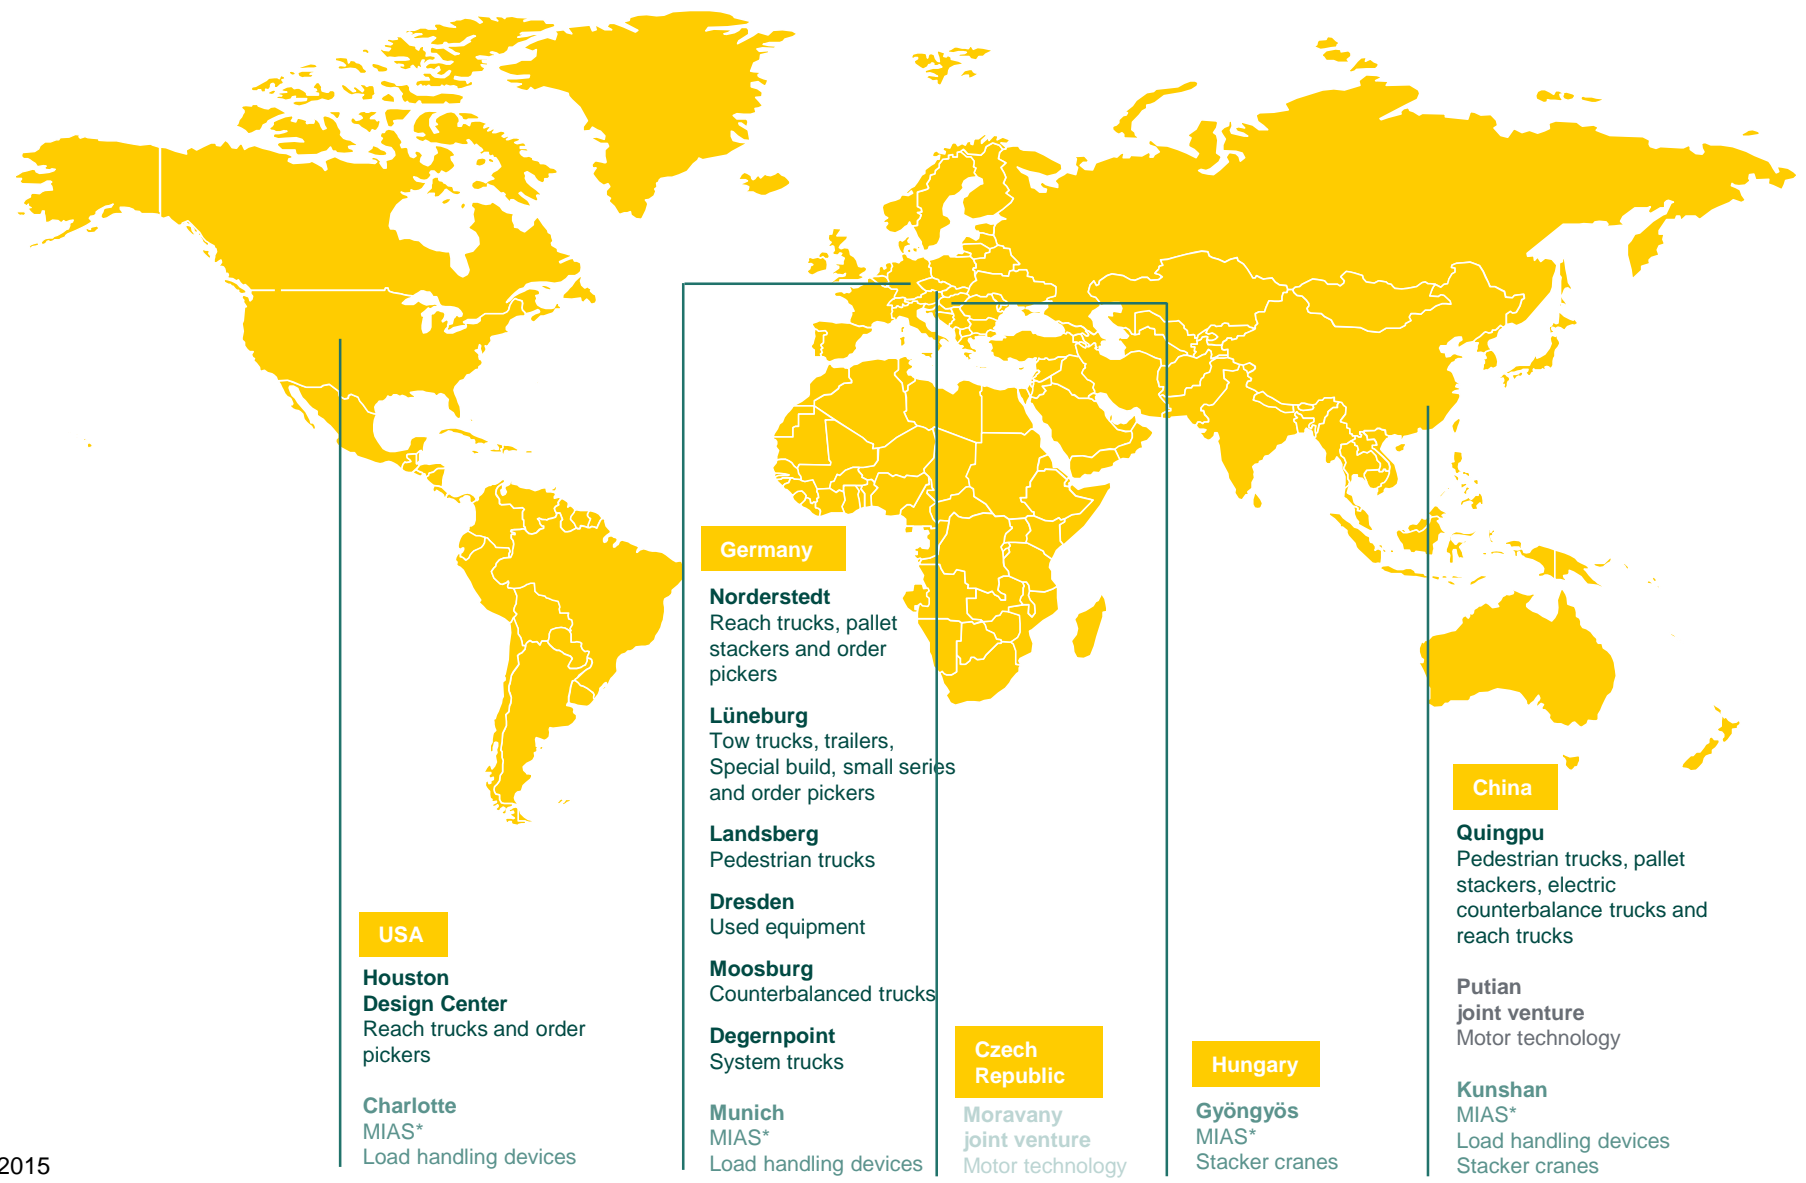 USA
Houston
Design Center
Reach trucks and order
pickers
Charlotte
MIAS*
Load handling devices
Germany
Norderstedt
Reach trucks, pallet
stackers and order
pickers
Lüneburg
Tow trucks, trailers,
Special build, small series
and order pickers
Landsberg
Pedestrian trucks
Dresden
Used equipment
Moosburg
Counterbalanced trucks
Degernpoint
System trucks
Munich
MIAS*
Load handling devices
Czech
Republic
Moravany
joint venture
Motor technology
Hungary
Gyöngyös
MIAS*
Stacker cranes
China
Quingpu
Pedestrian trucks, pallet
stackers, electric
counterbalance trucks and
reach trucks
Putian
joint venture
Motor technology
Kunshan
MIAS*
Load handling devices
Stacker cranes
2015